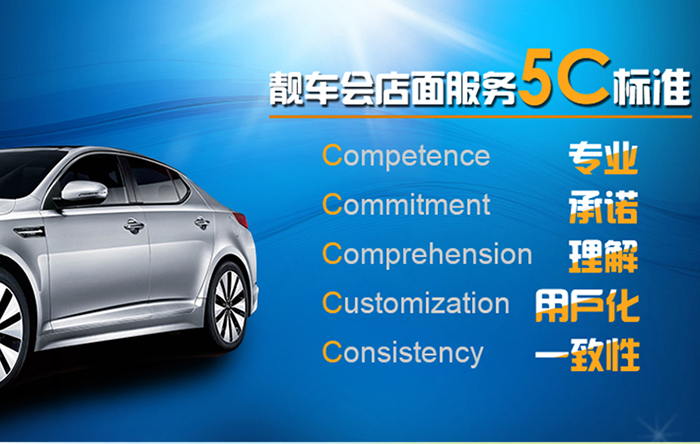 靓车会店面服务5C标准
Competence 专业
Commitment 承诺
Comprehension 理解
Customization 用户化
Consistency 一致性